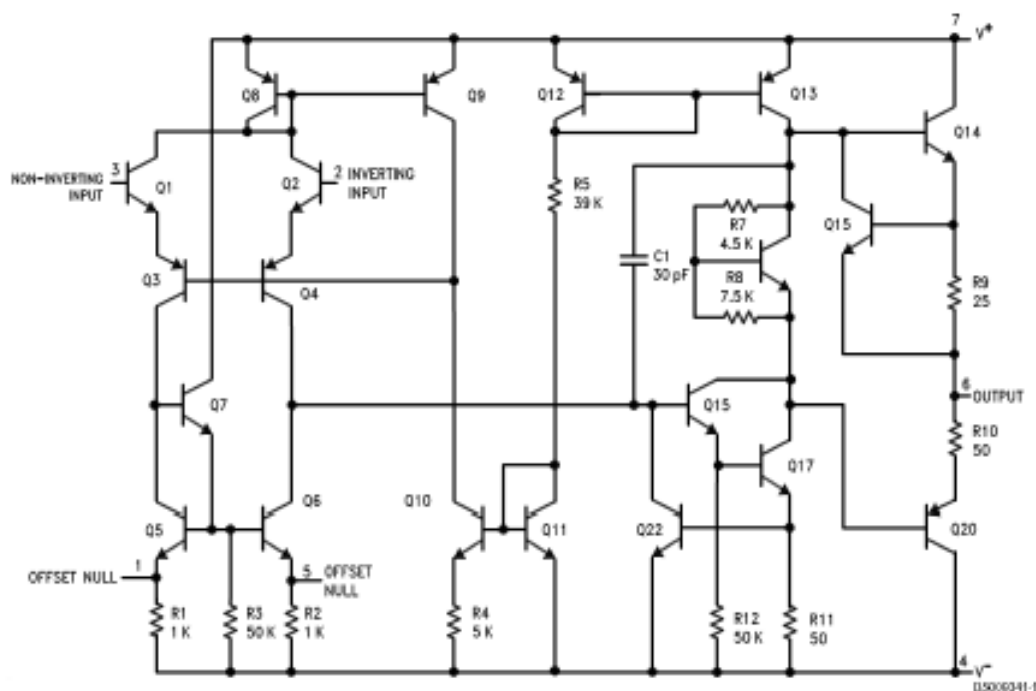 7
V+
Q8
Q9
Q12
Q13
Q14
3
NON-INVERTING
INPUT
Q1
Q2
2 INVERTING
INPUT
R5
39 K
R7
4.5 K
Q15
Q3
Q4
C1
30 pF
R8
7.5 K
R9
25
Q7
Q15
6
OUTPUT
R10
50
Q17
Q5
Q6
Q10
Q11
Q22
Q20
1
OFFSET NULL
5
OFFSET
NULL
R1
1 K
R3
50 K
R2
1 K
R4
5 K
R12
50 K
R11
50
4
V-